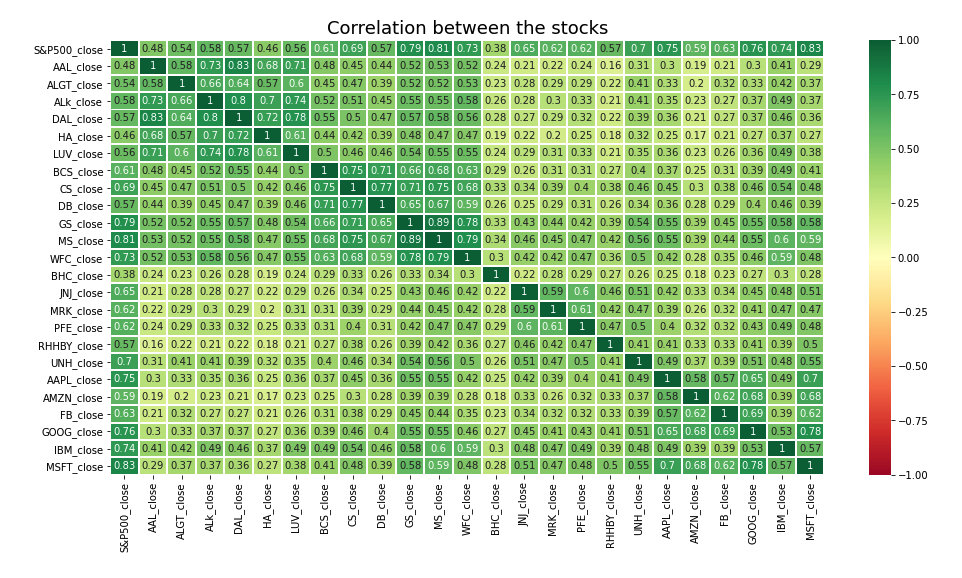 Correlation between the stocks
S&P500_close 1 0.48 0.54 0.58 0.57 0.46 0.56 0.61 0.69 0.57 0.79 0.81 0.73 0.38 0.65 0.62 0.62 0.57 0.7 0.75 0.59 0.63 0.76 0.74 0.83
AAL_close 0.48 1 0.58 0.73 0.83 0.68 0.71 0.48 0.45 0.44 0.52 0.53 0.52 0.24 0.21 0.22 0.24 0.16 0.31 0.3 0.19 0.21 0.3 0.41 0.29
ALGT_close 0.54 0.58 1 0.66 0.64 0.57 0.6 0.45 0.47 0.39 0.52 0.52 0.53 0.23 0.28 0.29 0.29 0.22 0.41 0.33 0.2 0.32 0.33 0.42 0.37
ALk_close 0.58 0.73 0.66 1 0.8 0.7 0.74 0.52 0.51 0.45 0.55 0.55 0.58 0.26 0.28 0.3 0.33 0.21 0.41 0.35 0.23 0.27 0.37 0.49 0.37
DAL_close 0.57 0.83 0.64 0.8 1 0.72 0.78 0.55 0.5 0.47 0.57 0.58 0.56 0.28 0.27 0.29 0.32 0.22 0.39 0.36 0.21 0.27 0.37 0.46 0.36
HA_close 0.46 0.68 0.57 0.7 0.72 1 0.61 0.44 0.42 0.39 0.48 0.47 0.47 0.19 0.22 0.2 0.25 0.18 0.32 0.25 0.17 0.21 0.27 0.37 0.27
LUV_close 0.56 0.71 0.6 0.74 0.78 0.61 1 0.5 0.46 0.46 0.54 0.55 0.55 0.24 0.29 0.31 0.33 0.21 0.35 0.36 0.23 0.26 0.36 0.49 0.38
BCS_close 0.61 0.48 0.45 0.52 0.55 0.44 0.5 1 0.75 0.71 0.66 0.68 0.63 0.29 0.26 0.31 0.31 0.27 0.4 0.37 0.25 0.31 0.39 0.49 0.41
CS_close 0.69 0.45 0.47 0.51 0.5 0.42 0.46 0.75 1 0.77 0.71 0.75 0.68 0.33 0.34 0.39 0.4 0.38 0.46 0.45 0.3 0.38 0.46 0.54 0.48
DB_close 0.57 0.44 0.39 0.45 0.47 0.39 0.46 0.71 0.77 1 0.65 0.67 0.59 0.26 0.25 0.29 0.31 0.26 0.34 0.36 0.28 0.29 0.4 0.46 0.39
GS_close 0.79 0.52 0.52 0.55 0.57 0.48 0.54 0.66 0.71 0.65 1 0.89 0.78 0.33 0.43 0.44 0.42 0.39 0.54 0.55 0.39 0.45 0.55 0.58 0.58
MS_close 0.81 0.53 0.52 0.55 0.58 0.47 0.55 0.68 0.75 0.67 0.89 1 0.79 0.34 0.46 0.45 0.47 0.42 0.56 0.55 0.39 0.44 0.55 0.6 0.59
WFC_close 0.73 0.52 0.53 0.58 0.56 0.47 0.55 0.63 0.68 0.59 0.78 0.79 1 0.3 0.42 0.42 0.47 0.36 0.5 0.42 0.28 0.35 0.46 0.59 0.48
BHC_close 0.38 0.24 0.23 0.26 0.28 0.19 0.24 0.29 0.33 0.26 0.33 0.34 0.3 1 0.22 0.28 0.29 0.27 0.26 0.25 0.18 0.23 0.27 0.3 0.28
JNJ_close 0.65 0.21 0.28 0.28 0.27 0.22 0.29 0.26 0.34 0.25 0.43 0.46 0.42 0.22 1 0.59 0.6 0.46 0.51 0.42 0.33 0.34 0.45 0.48 0.51
MRK_close 0.62 0.22 0.29 0.3 0.29 0.2 0.31 0.31 0.39 0.29 0.44 0.45 0.42 0.28 0.59 1 0.61 0.42 0.47 0.39 0.26 0.32 0.41 0.47 0.47
PFE_close 0.62 0.24 0.29 0.33 0.32 0.25 0.33 0.31 0.4 0.31 0.42 0.47 0.47 0.29 0.6 0.61 1 0.47 0.5 0.4 0.32 0.32 0.43 0.49 0.48
RHHBY_close 0.57 0.16 0.22 0.21 0.22 0.18 0.21 0.27 0.38 0.26 0.39 0.42 0.36 0.27 0.46 0.42 0.47 1 0.41 0.41 0.33 0.33 0.41 0.39 0.5
UNH_close 0.7 0.31 0.41 0.41 0.39 0.32 0.35 0.4 0.46 0.34 0.54 0.56 0.5 0.26 0.51 0.47 0.5 0.41 1 0.49 0.37 0.39 0.51 0.48 0.55
AAPL_close 0.75 0.3 0.33 0.35 0.36 0.25 0.36 0.37 0.45 0.36 0.55 0.55 0.42 0.25 0.42 0.39 0.4 0.41 0.49 1 0.58 0.57 0.65 0.49 0.7
AMZN_close 0.59 0.19 0.2 0.23 0.21 0.17 0.23 0.25 0.3 0.28 0.39 0.39 0.28 0.18 0.33 0.26 0.32 0.33 0.37 0.58 1 0.62 0.68 0.39 0.68
FB_close 0.63 0.21 0.32 0.27 0.27 0.21 0.26 0.31 0.38 0.29 0.45 0.44 0.35 0.23 0.34 0.32 0.32 0.33 0.39 0.57 0.62 1 0.69 0.39 0.62
GOOG_close 0.76 0.3 0.33 0.37 0.37 0.27 0.36 0.39 0.46 0.4 0.55 0.55 0.46 0.27 0.45 0.41 0.43 0.41 0.51 0.65 0.68 0.69 1 0.53 0.78
IBM_close 0.74 0.41 0.42 0.49 0.46 0.37 0.49 0.49 0.54 0.46 0.58 0.6 0.59 0.3 0.48 0.47 0.49 0.39 0.48 0.49 0.39 0.39 0.53 1 0.57
MSFT_close 0.83 0.29 0.37 0.37 0.36 0.27 0.38 0.41 0.48 0.39 0.58 0.59 0.48 0.28 0.51 0.47 0.48 0.5 0.55 0.7 0.68 0.62 0.78 0.57 1
S&P500_close AAL_close ALGT_close ALk_close DAL_close HA_close LUV_close BCS_close CS_close DB_close GS_close MS_close WFC_close BHC_close JNJ_close MRK_close PFE_close RHHBY_close UNH_close AAPL_close AMZN_close FB_close GOOG_close IBM_close MSFT_close
1.00
0.75
0.50
0.25
0.00
−0.25
−0.50
−0.75
−1.00